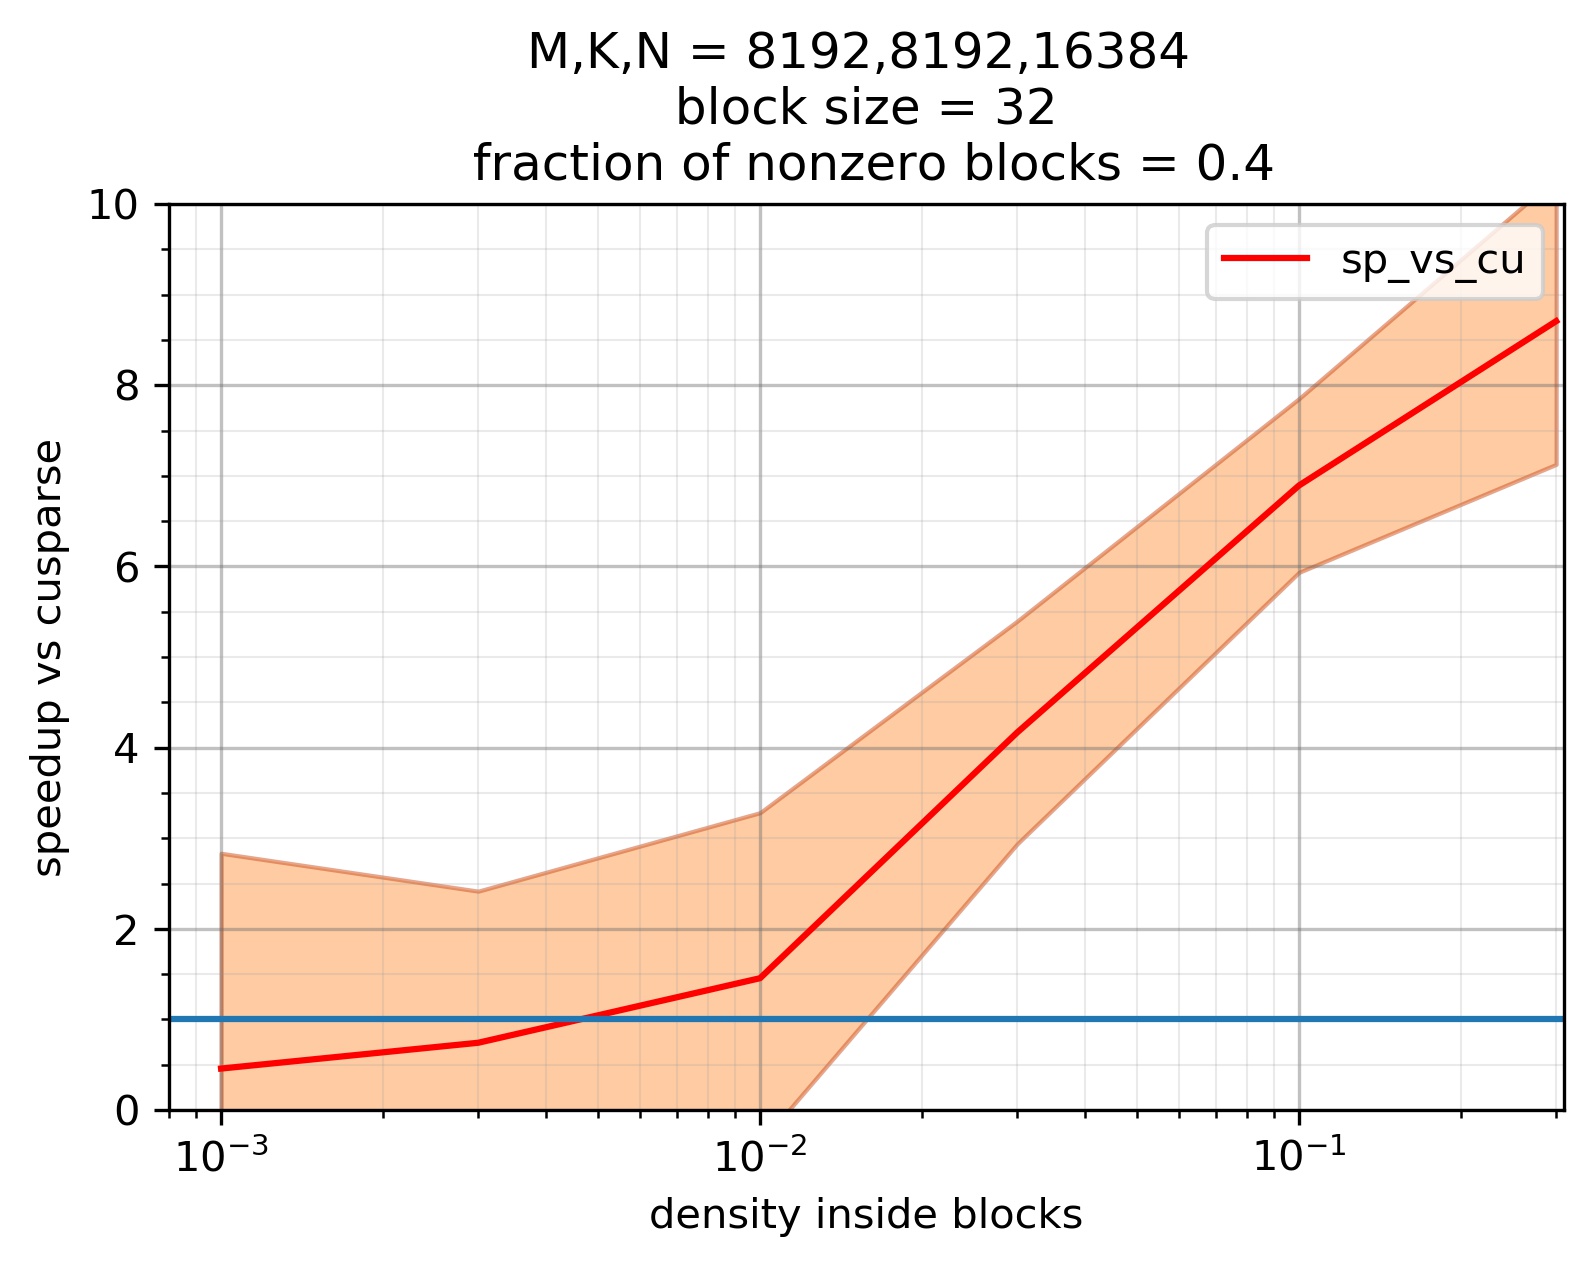 M,K,N = 8192,8192,16384
block size = 32
fraction of nonzero blocks = 0.4
10
8
6
4
2
0
speedup vs cusparse
sp_vs_cu
10⁻³
10⁻²
10⁻¹
density inside blocks